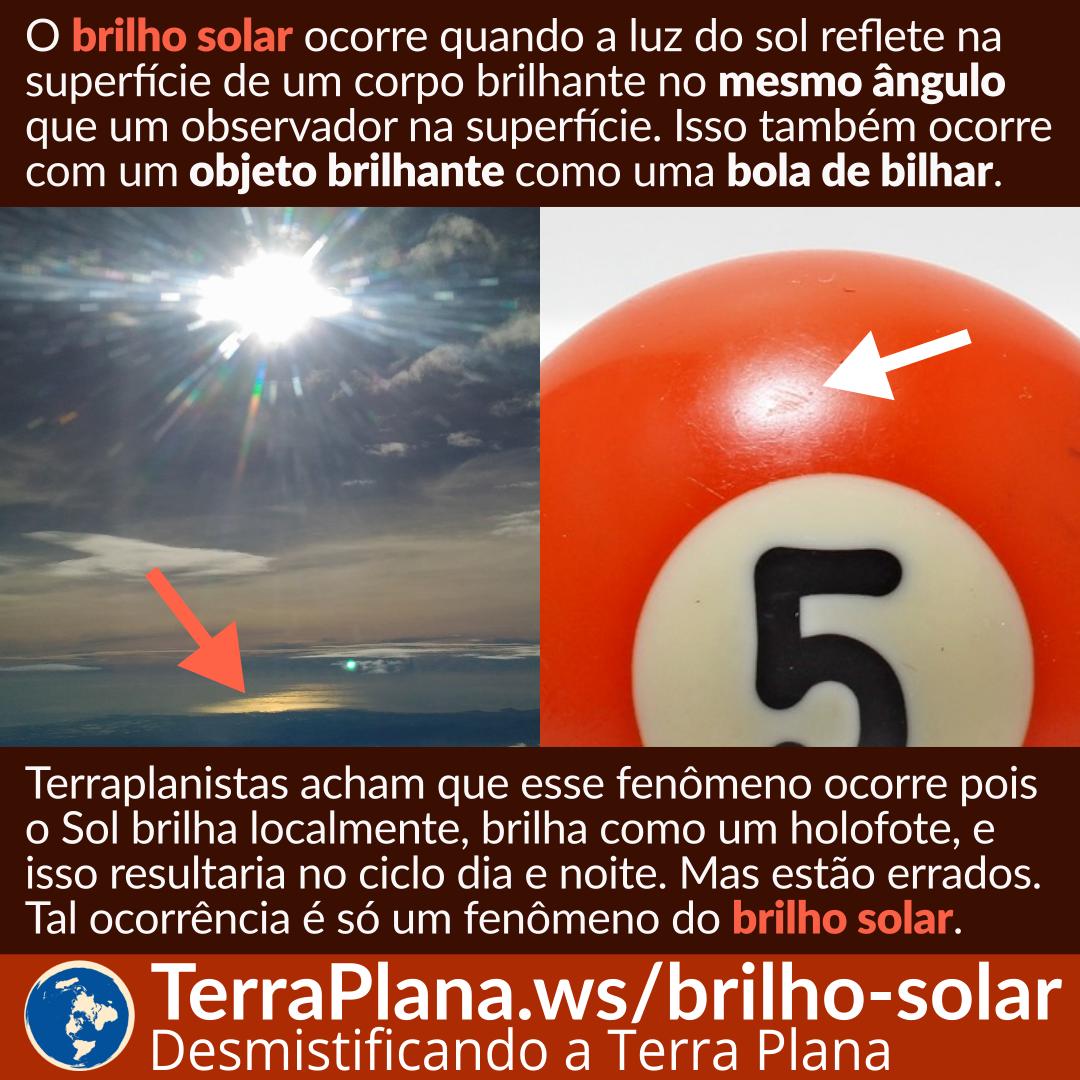 O brilho solar ocorre quando a luz do sol reflete na
superfície de um corpo brilhante no mesmo ângulo
que um observador na superfície. Isso também ocorre
com um objeto brilhante como uma bola de bilhar.
5
Terraplanistas acham que esse fenômeno ocorre pois
o Sol brilha localmente, brilha como um holofote, e
isso resultaria no ciclo dia e noite. Mas estão errados.
Tal ocorrência é só um fenômeno do brilho solar.
TerraPlana.ws/brilho-solar
Desmistificando a Terra Plana